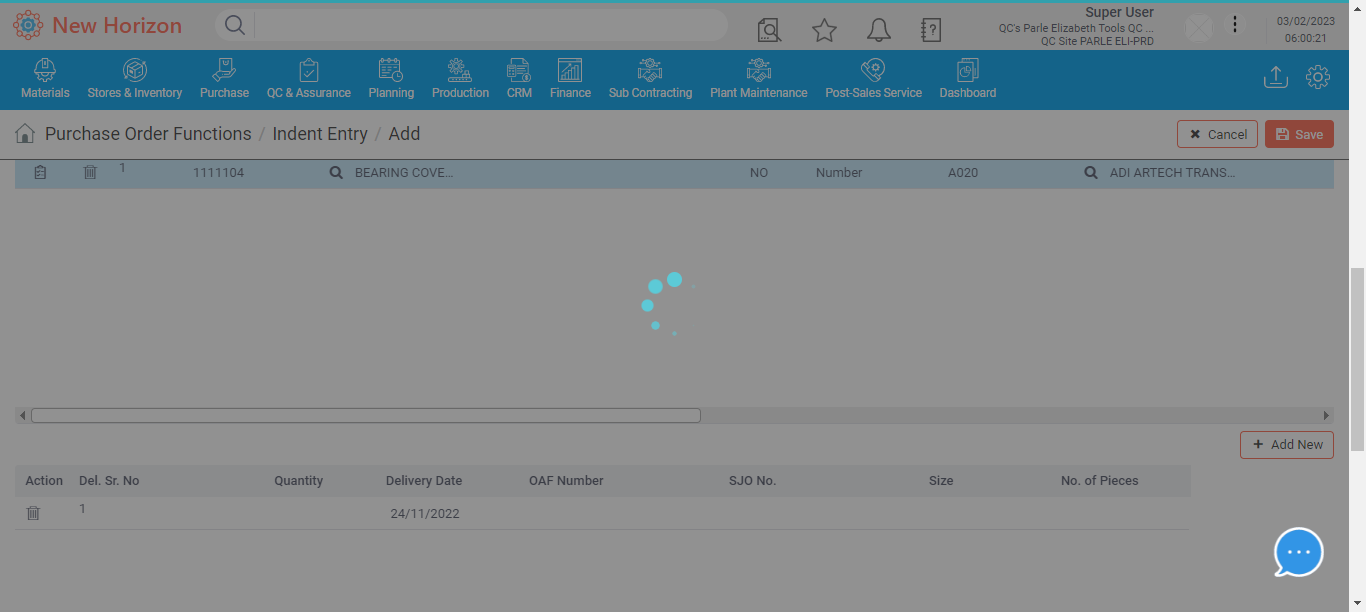 New Horizon
Super User
QC's Parle Elizabeth Tools QC ...
QC Site PARLE ELI-PRD
03/02/2023
06:00:21
Materials Stores & Inventory Purchase QC & Assurance Planning Production CRM Finance Sub Contracting Plant Maintenance Post-Sales Service Dashboard
Purchase Order Functions / Indent Entry / Add
Cancel Save
1 1111104 BEARING COVE... NO Number A020 ADI ARTECH TRANS...
+ Add New
Action Del. Sr. No Quantity Delivery Date OAF Number SJO No. Size No. of Pieces
1 24/11/2022